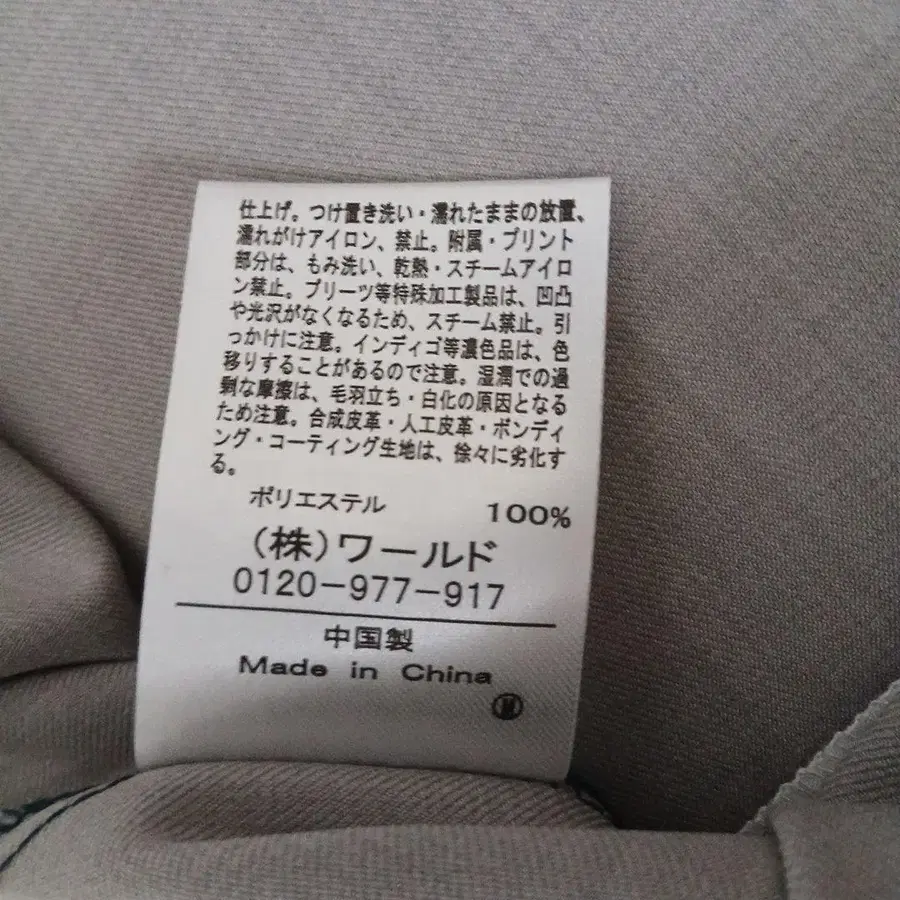 仕上げ。つけ置き洗い・濡れたままの放置、
濡れがけアイロン、禁止。附属・プリント
部分は、もみ洗い、乾熱・スチームアイロ
ン禁止。プリーツ等特殊加工製品は、凹凸
や光沢がなくなるため、スチーム禁止。引
っかけに注意。インディゴ等濃色品は、色
移りすることがあるので注意。湿潤での過
剰な摩擦は、毛羽立ち・白化の原因となる
ため注意。合成皮革・人工皮革・ボンディ
ング・コーティング生地は、徐々に劣化す
る。
ポリエステル 100%
(株)ワールド
0120-977-917
中国製
Made in China